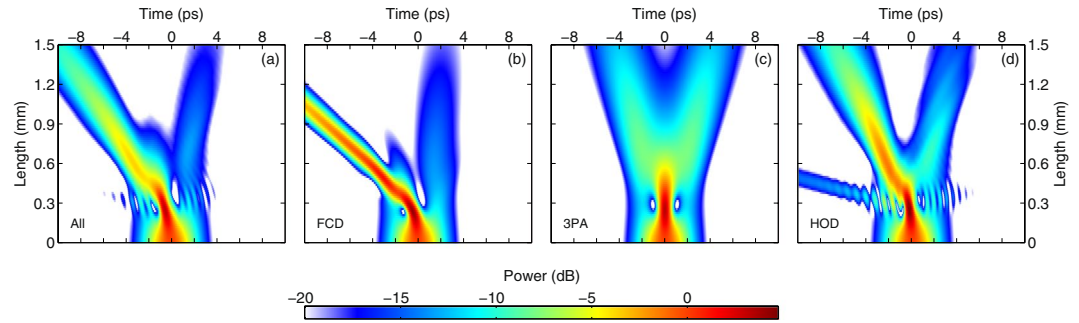 Time (ps) Time (ps) Time (ps) Time (ps)
−8 −4 0 4 8 −8 −4 0 4 8 −8 −4 0 4 8 −8 −4 0 4 8
1.5 (a) (b) (c) (d) 1.5
1.2 1.2
0.9 0.9
Length (mm) Length (mm)
0.6 0.6
0.3 0.3
All FCD 3PA HOD
0 0
Power (dB)
−20 −15 −10 −5 0